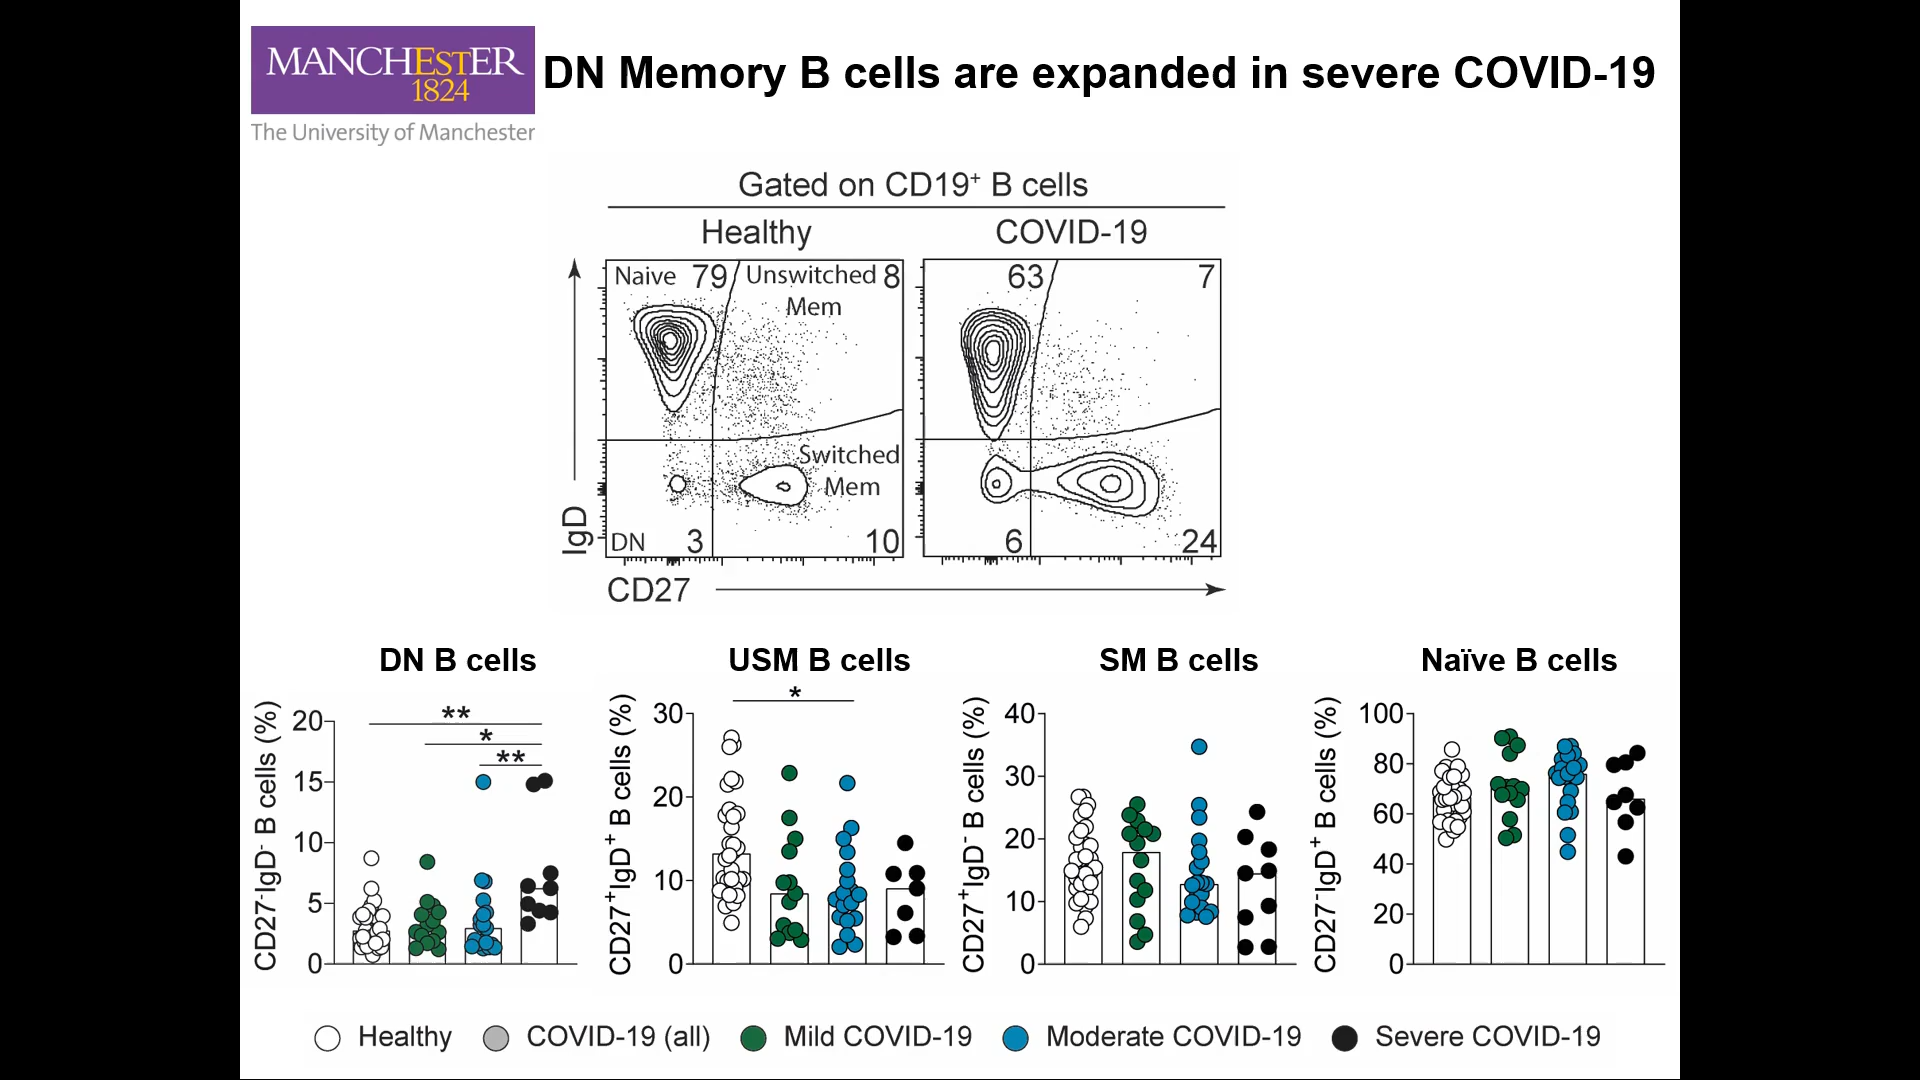 MANCHESTER
1824
The University of Manchester
DN Memory B cells are expanded in severe COVID-19
Gated on CD19+ B cells
Healthy
COVID-19
Naive 79 Unswitched 8
Mem
63 7
Switched
Mem
DN 3 10
6 24
IgD
CD27
DN B cells
CD27-IgD- B cells (%)
20
15
10
5
0
**
*
**
USM B cells
CD27+IgD+ B cells (%)
30
20
10
0
*
SM B cells
CD27+IgD- B cells (%)
40
30
20
10
0
Naïve B cells
CD27-IgD+ B cells (%)
100
80
60
40
20
0
Healthy COVID-19 (all) Mild COVID-19 Moderate COVID-19 Severe COVID-19